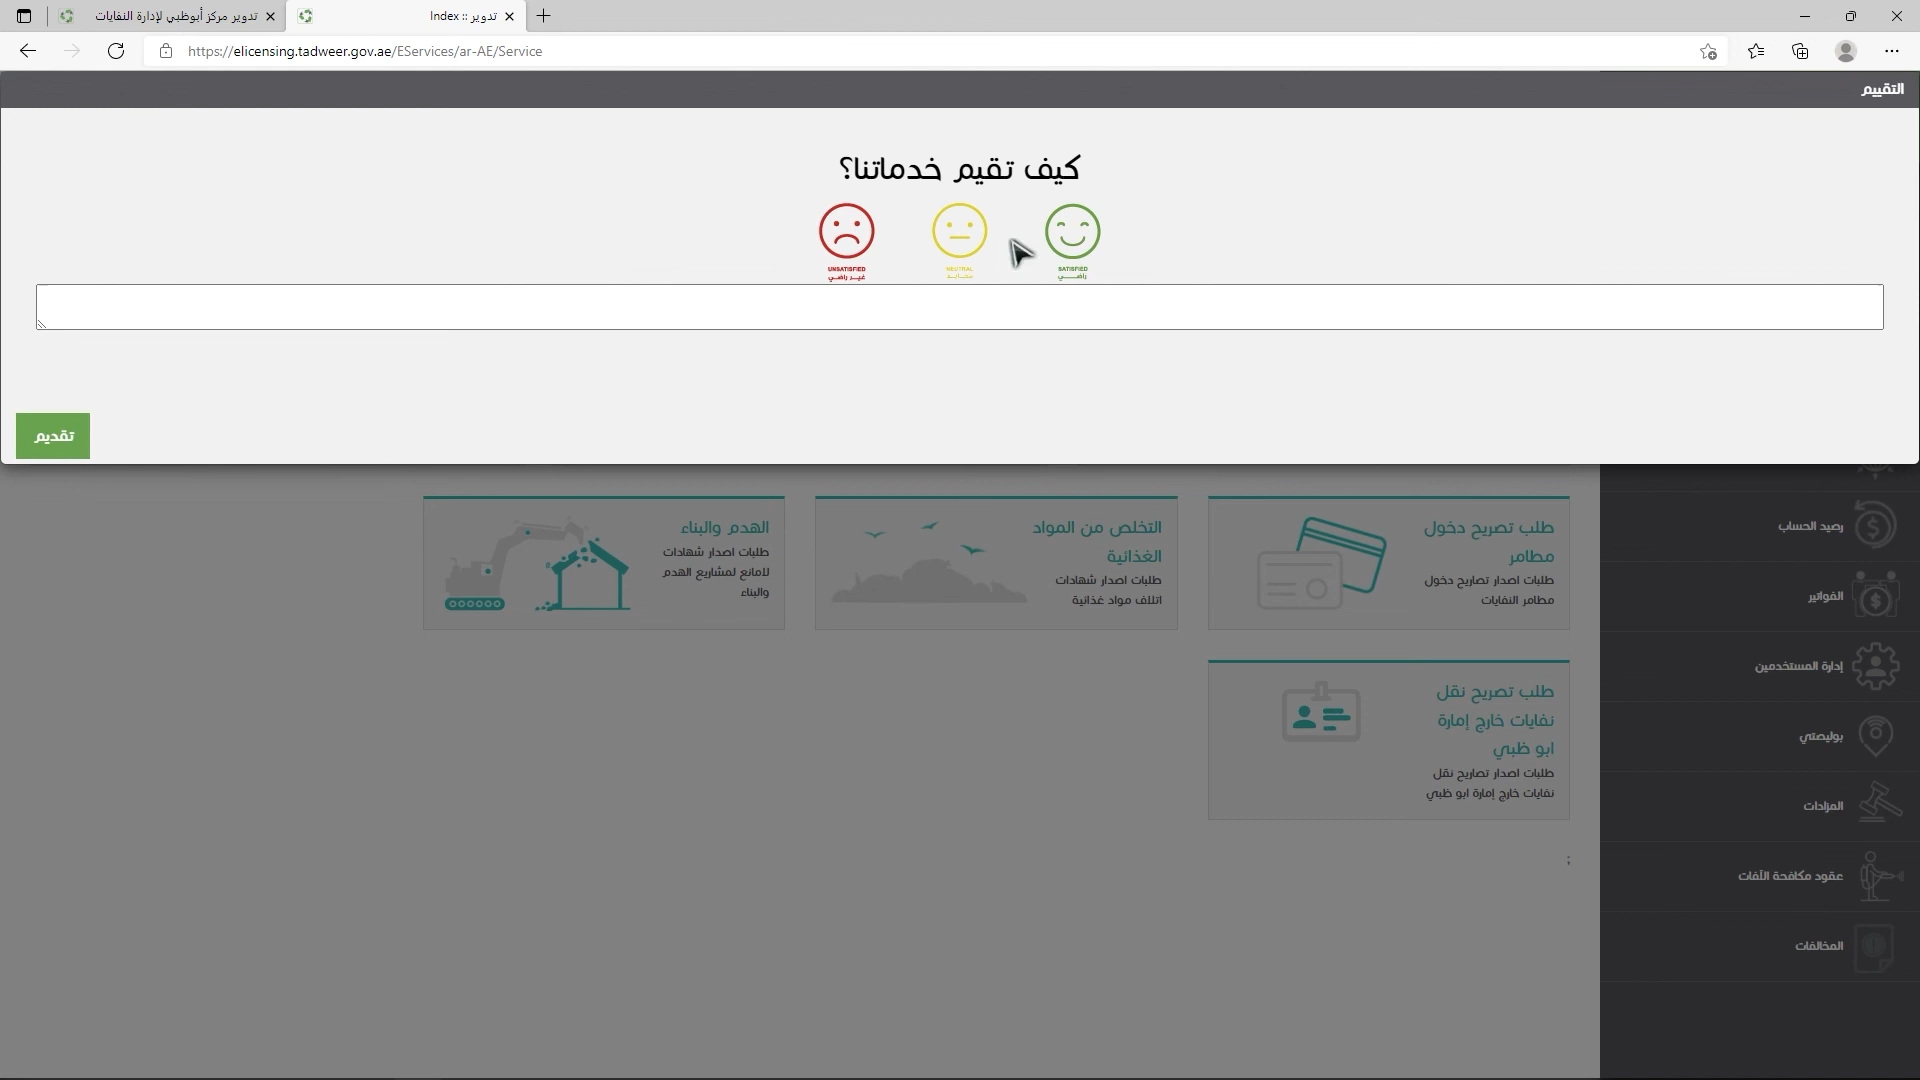 تدوير مركز أبوظبي لإدارة النفايات
تدوير :: Index
https://elicensing.tadweer.gov.ae/EServices/ar-AE/Service
التقييم
كيف تقيم خدماتنا؟
SATISFIED
راضي
NEUTRAL
محايد
UNSATISFIED
غير راضي
تقديم
طلب تصريح دخول
مطامر
طلبات اصدار تصاريح دخول
مطامر النفايات
التخلص من المواد
الغذائية
طلبات اصدار شهادات
اتلاف مواد غذائية
الهدم والبناء
طلبات اصدار شهادات
لامانع لمشاريع الهدم
والبناء
طلب تصريح نقل
نفايات خارج إمارة
ابو ظبي
طلبات اصدار تصاريح نقل
نفايات خارج إمارة ابو ظبي
;
رصيد الحساب
الفواتير
إدارة المستخدمين
بوليصتي
المزادات
عقود مكافحة الآفات
المخالفات